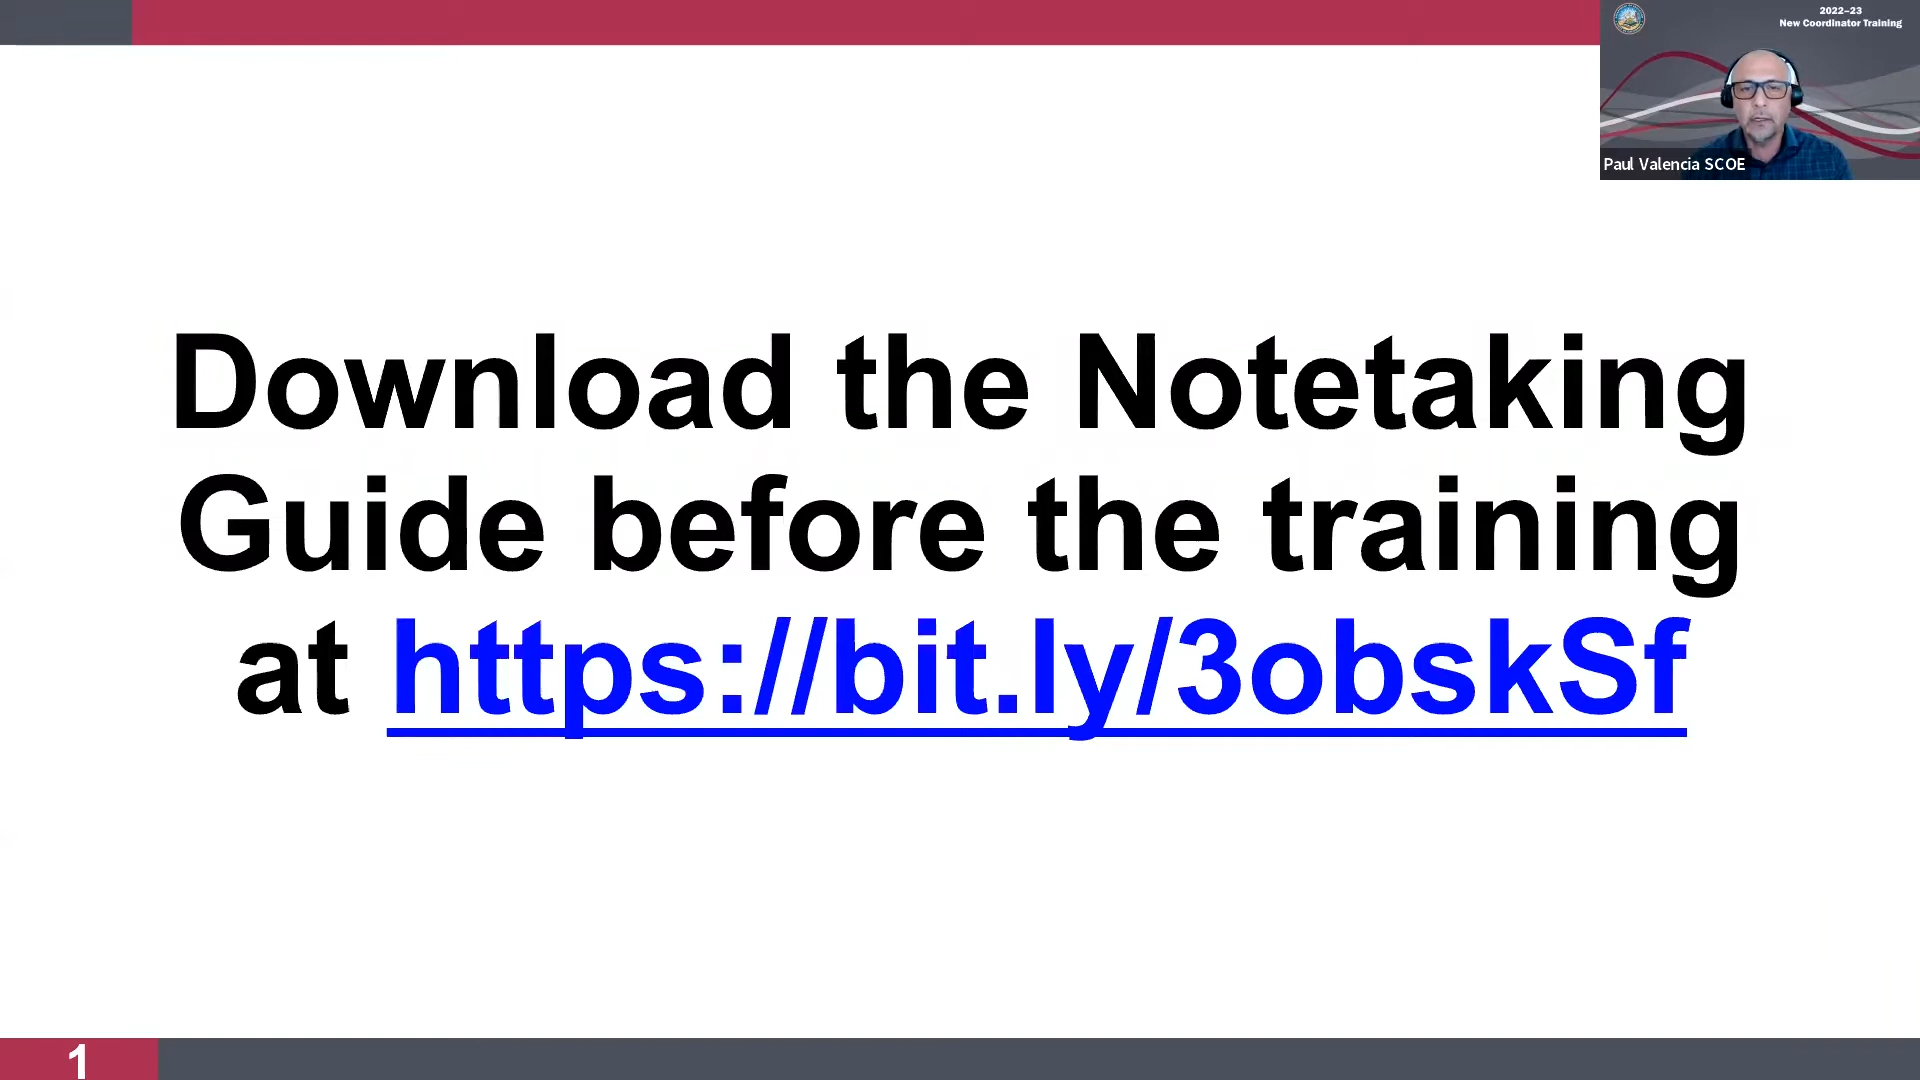 2022–23
New Coordinator Training
Paul Valencia SCOE
Download the Notetaking
Guide before the training
at https://bit.ly/3obskSf
1